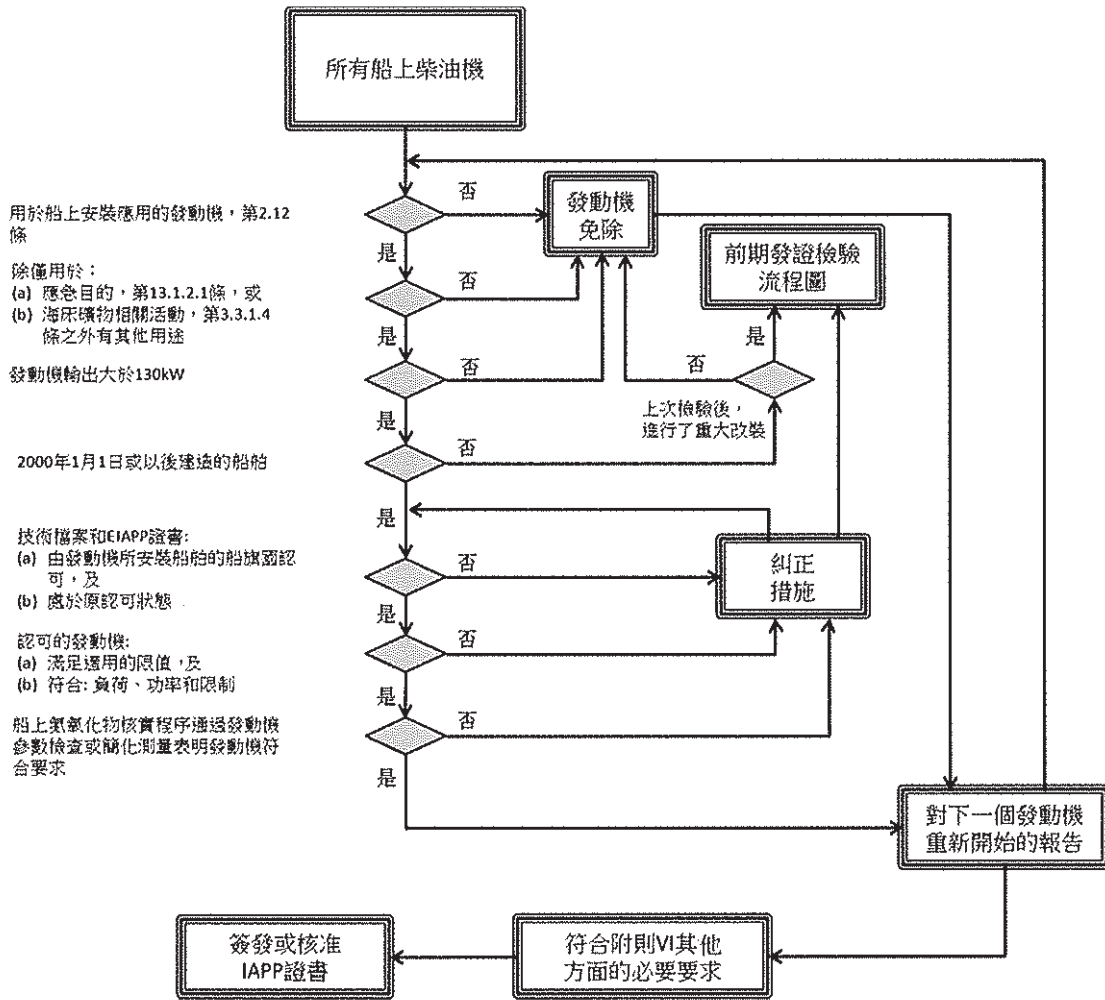 所有船上柴油機
用於船上安裝應用的發動機，第2.12
條
否
發動機
免除
前期發證檢驗
流程圖
是
除僅用於：
(a) 應急目的，第13.1.2.1條，或
(b) 海床礦物相關活動，第3.3.1.4
條之外有其他用途
否
是
是
發動機輸出大於130kW
否
否
上次檢驗後，
進行了重大改裝
是
2000年1月1日或以後建造的船舶
否
是
技術檔案和EIAPP證書:
(a) 由發動機所安裝船舶的船旗國認
可，及
(b) 處於原認可狀態
否
糾正
措施
是
認可的發動機:
(a) 滿足適用的限值，及
(b) 符合: 負荷、功率和限制
否
是
船上氮氧化物核實程序通過發動機
參數檢查或簡化測量表明發動機符
合要求
否
是
對下一個發動機
重新開始的報告
簽發或核准
IAPP證書
符合附則VI其他
方面的必要要求